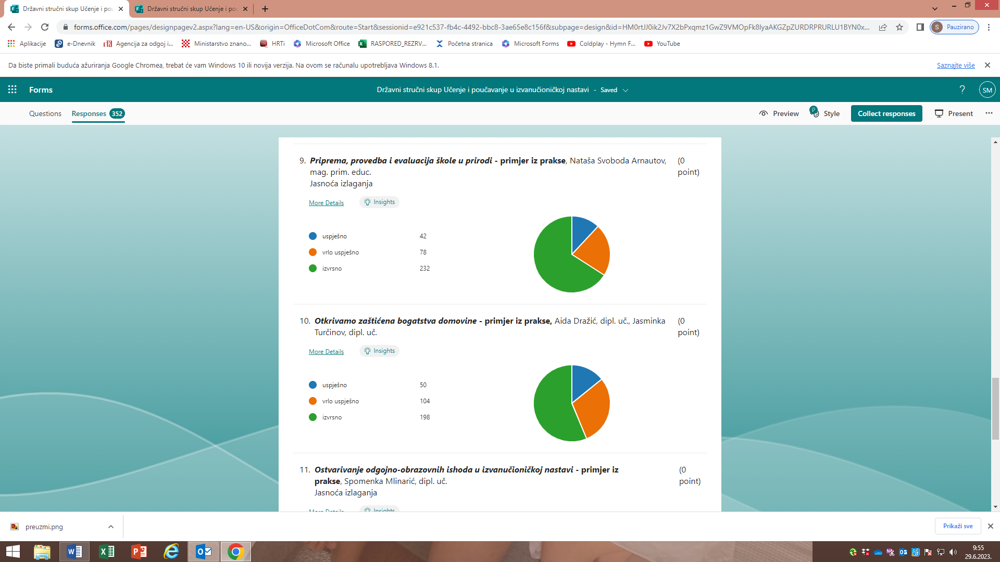 Državni stručni skup Učenje i pou
Državni stručni skup Učenje i pou
forms.office.com/pages/designpagev2.aspx?lang=en-US&origin=OfficeDotCom&route=Start&sessionid=e921c537-fb4c-4492-bbc8-3ae65e8c156f&subpage=design&id=HM0rtJJ0ik2Jv7X2bPxqmz1GwZ9VMOpFk8IyaAKGZpZURDRPRURLU1BYN0x...
S Pauzirano
Aplikacije e-Dnevnik Agencija za odgoj i... Ministarstvo znano... HRTi Microsoft Office RASPORED_REZRV... Početna stranica Microsoft Forms Coldplay - Hymn F... YouTube
Da biste primali buduća ažuriranja Google Chromea, trebat će vam Windows 10 ili novija verzija. Na ovom se računalu upotrebljava Windows 8.1. Saznajte više
Forms Državni stručni skup Učenje i poučavanje u izvanučioničkoj nastavi - Saved ? SM
Questions Responses 352 Preview Style Collect responses Present
9. Priprema, provedba i evaluacija škole u prirodi - primjer iz prakse, Nataša Svoboda Arnautov, (0
mag. prim. educ. point)
Jasnoća izlaganja
More Details Insights
uspješno 42
vrlo uspješno 78
izvrsno 232
10. Otkrivamo zaštićena bogatstva domovine - primjer iz prakse, Aida Dražić, dipl. uč., Jasminka (0
Turčinov, dipl. uč. point)
More Details Insights
uspješno 50
vrlo uspješno 104
izvrsno 198
11. Ostvarivanje odgojno-obrazovnih ishoda u izvanučioničkoj nastavi - primjer iz (0
prakse, Spomenka Mlinarić, dipl. uč. point)
Jasnoća izlaganja
More Details Insights
preuzmi.png Prikaži sve
9:55
29.6.2023.